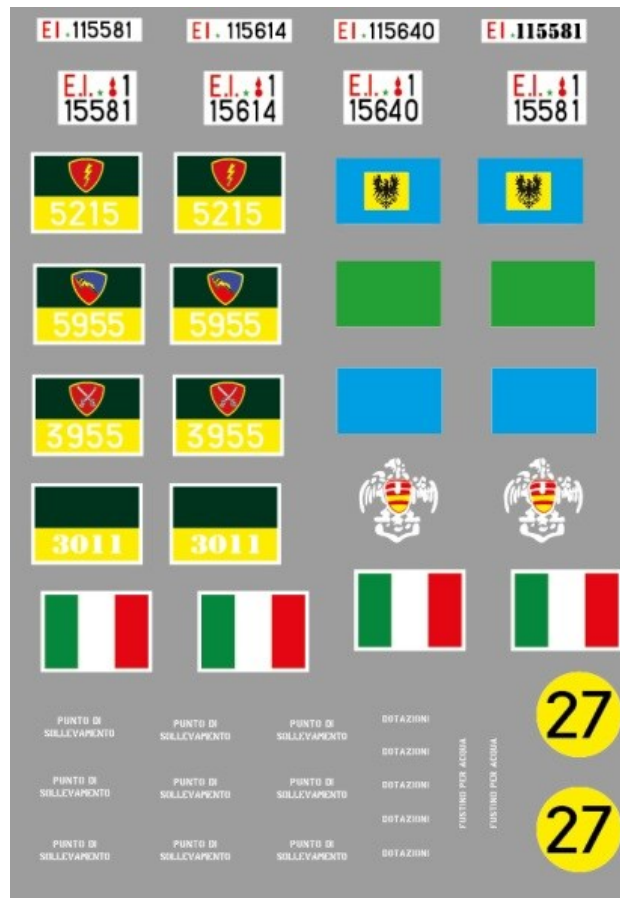 EI.115581
EI.115614
EI.115640
EI.115581
E.I. 1
15581
E.I. 1
15614
E.I. 1
15640
E.I. 1
15581
5215
5215
5955
5955
3955
3955
3011
3011
27
PUNTO DI
SOLLEVAMENTO
PUNTO DI
SOLLEVAMENTO
PUNTO DI
SOLLEVAMENTO
DOTAZIONI
DOTAZIONI
PUNTO DI
SOLLEVAMENTO
PUNTO DI
SOLLEVAMENTO
PUNTO DI
SOLLEVAMENTO
DOTAZIONI
FUSTINO PER ACQUA
FUSTINO PER ACQUA
27
DOTAZIONI
PUNTO DI
SOLLEVAMENTO
PUNTO DI
SOLLEVAMENTO
PUNTO DI
SOLLEVAMENTO
DOTAZIONI